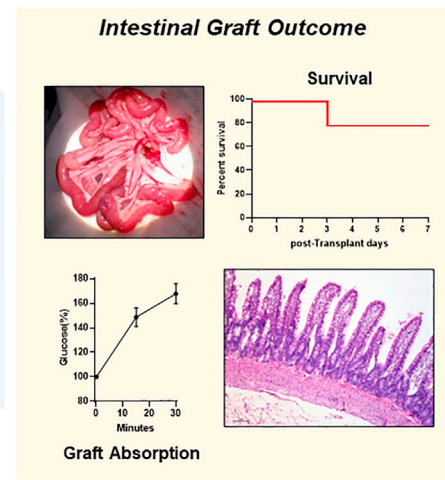 Intestinal Graft Outcome
Survival
Percent survival
100
80
60
40
20
0
0 1 2 3 4 5 6 7
post-Transplant days
Glucose(%)
180
160
140
120
100
80
0 10 20 30
Minutes
Graft Absorption